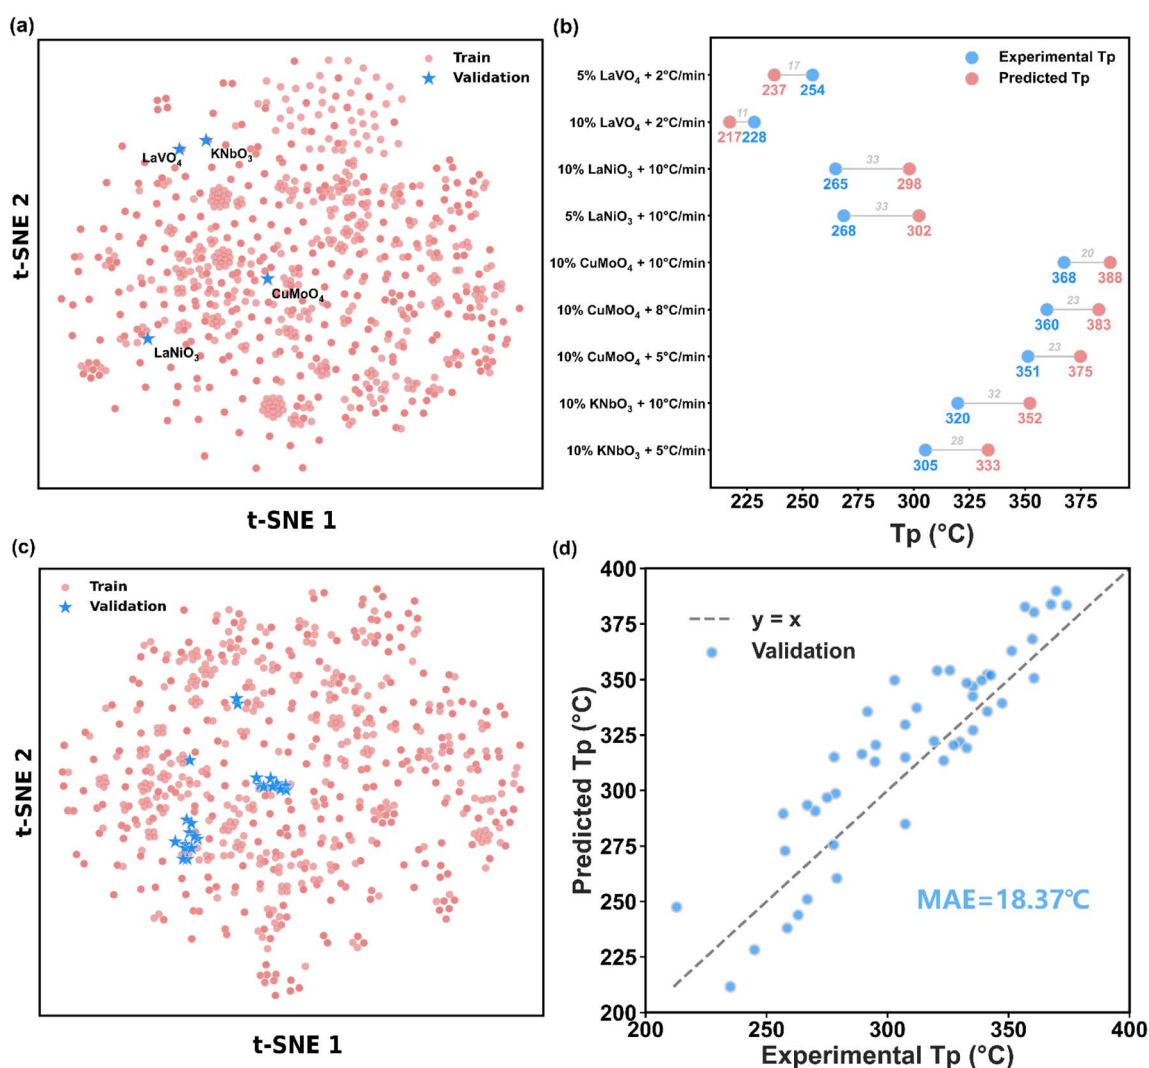 (a)
Train
Validation
LaVO₄
KNbO₃
CuMoO₄
LaNiO₃
t-SNE 2
t-SNE 1
(b)
Experimental Tp
Predicted Tp
5% LaVO₄ + 2°C/min
17
237 254
10% LaVO₄ + 2°C/min
11
217 228
10% LaNiO₃ + 10°C/min
33
265 298
5% LaNiO₃ + 10°C/min
33
268 302
10% CuMoO₄ + 10°C/min
20
368 388
10% CuMoO₄ + 8°C/min
23
360 383
10% CuMoO₄ + 5°C/min
23
351 375
10% KNbO₃ + 10°C/min
32
320 352
10% KNbO₃ + 5°C/min
28
305 333
225 250 275 300 325 350 375
Tp (°C)
(c)
Train
Validation
t-SNE 2
t-SNE 1
(d)
y = x
Validation
MAE=18.37℃
400
375
350
325
300
275
250
225
200
200 250 300 350 400
Predicted Tp (°C)
Experimental Tp (°C)